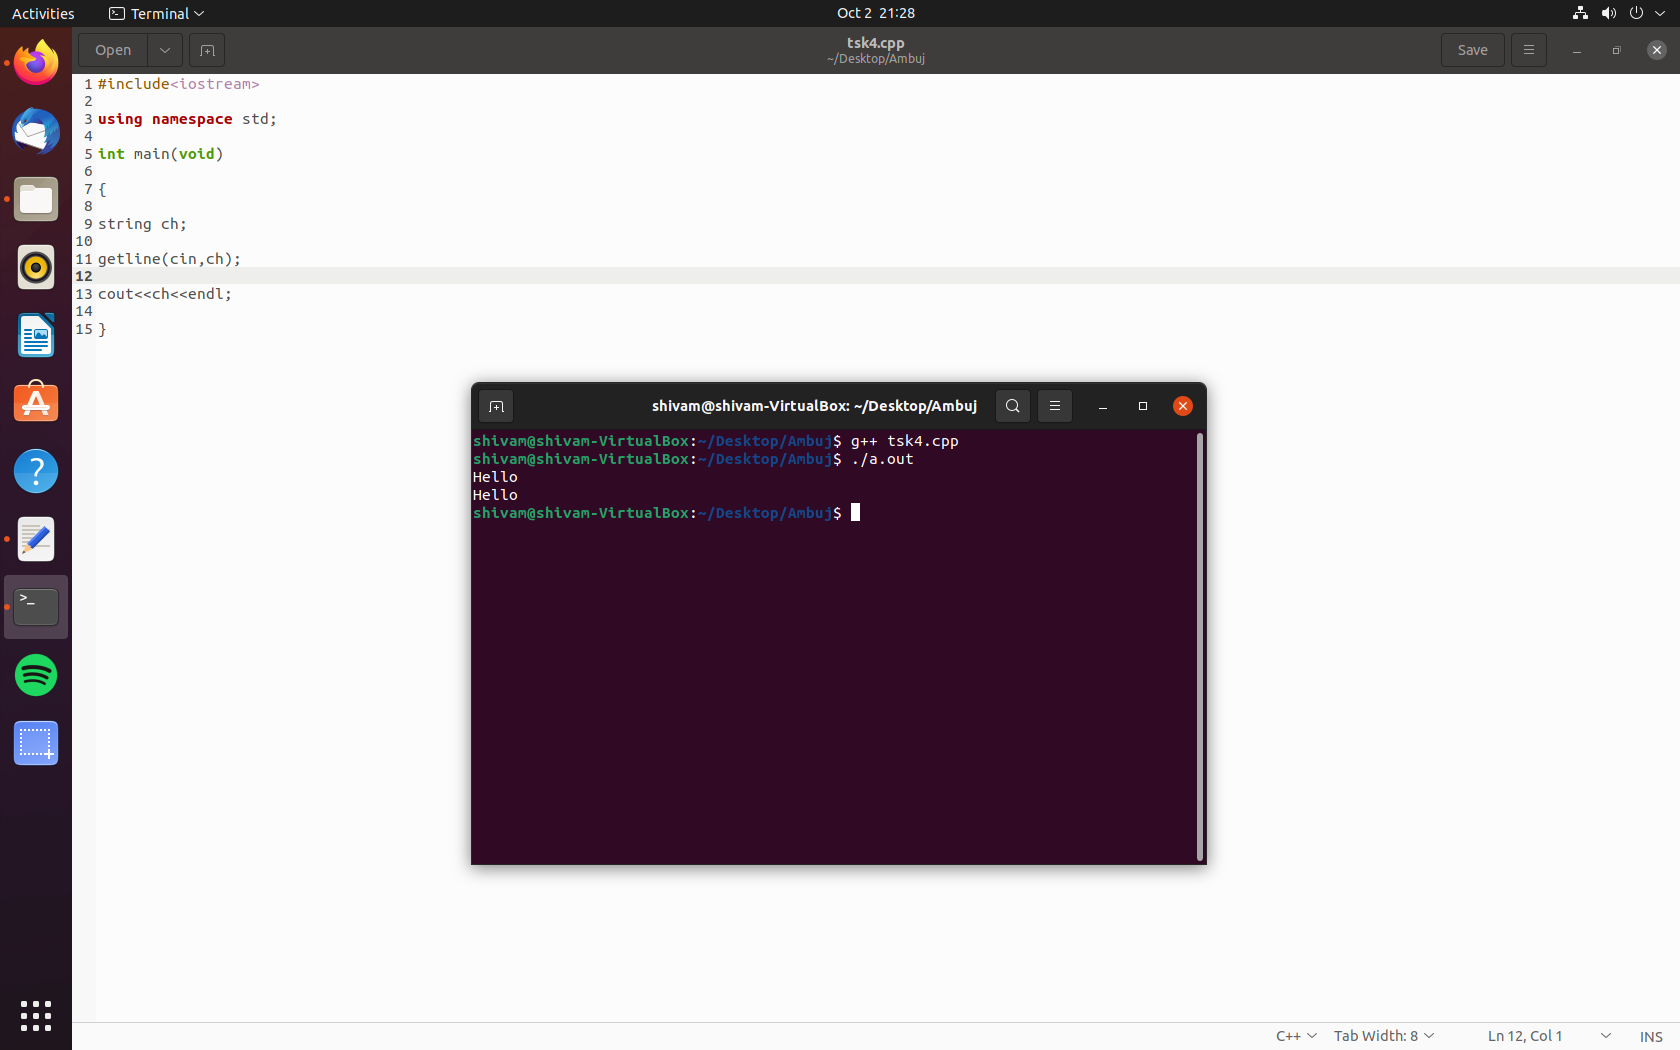 Activities
Terminal
Oct 2 21:28
Open
tsk4.cpp
~/Desktop/Ambuj
Save
1 #include<iostream>
2
3 using namespace std;
4
5 int main(void)
6
7 {
8
9 string ch;
10
11 getline(cin,ch);
12
13 cout<<ch<<endl;
14
15 }
shivam@shivam-VirtualBox: ~/Desktop/Ambuj
shivam@shivam-VirtualBox:~/Desktop/Ambuj$ g++ tsk4.cpp
shivam@shivam-VirtualBox:~/Desktop/Ambuj$ ./a.out
Hello
Hello
shivam@shivam-VirtualBox:~/Desktop/Ambuj$
C++
Tab Width: 8
Ln 12, Col 1
INS